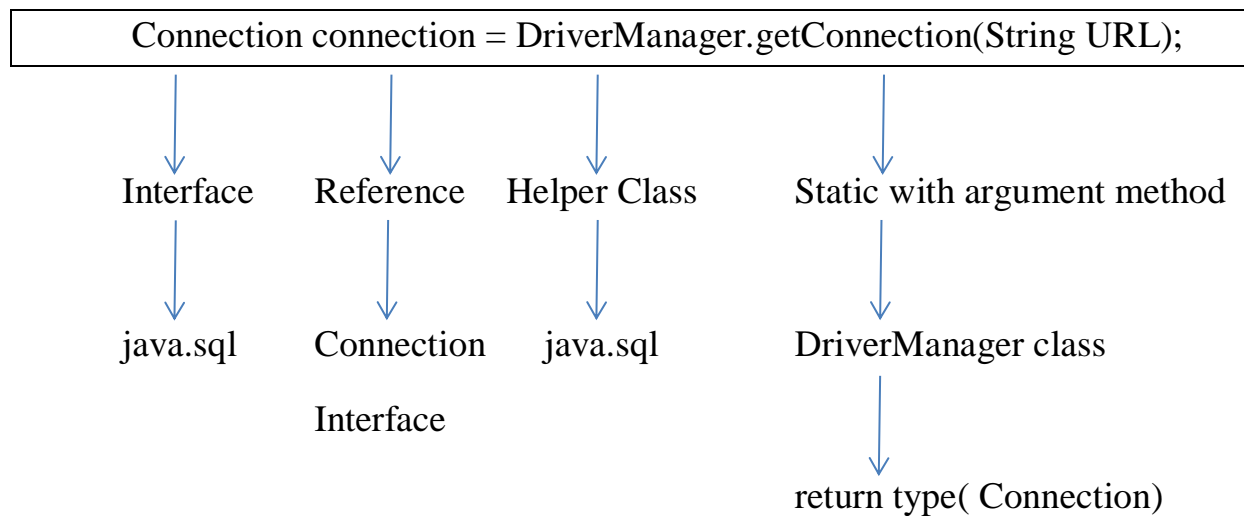 Connection connection = DriverManager.getConnection(String URL);
Interface Reference Helper Class Static with argument method
java.sql Connection java.sql DriverManager class
Interface
return type( Connection)